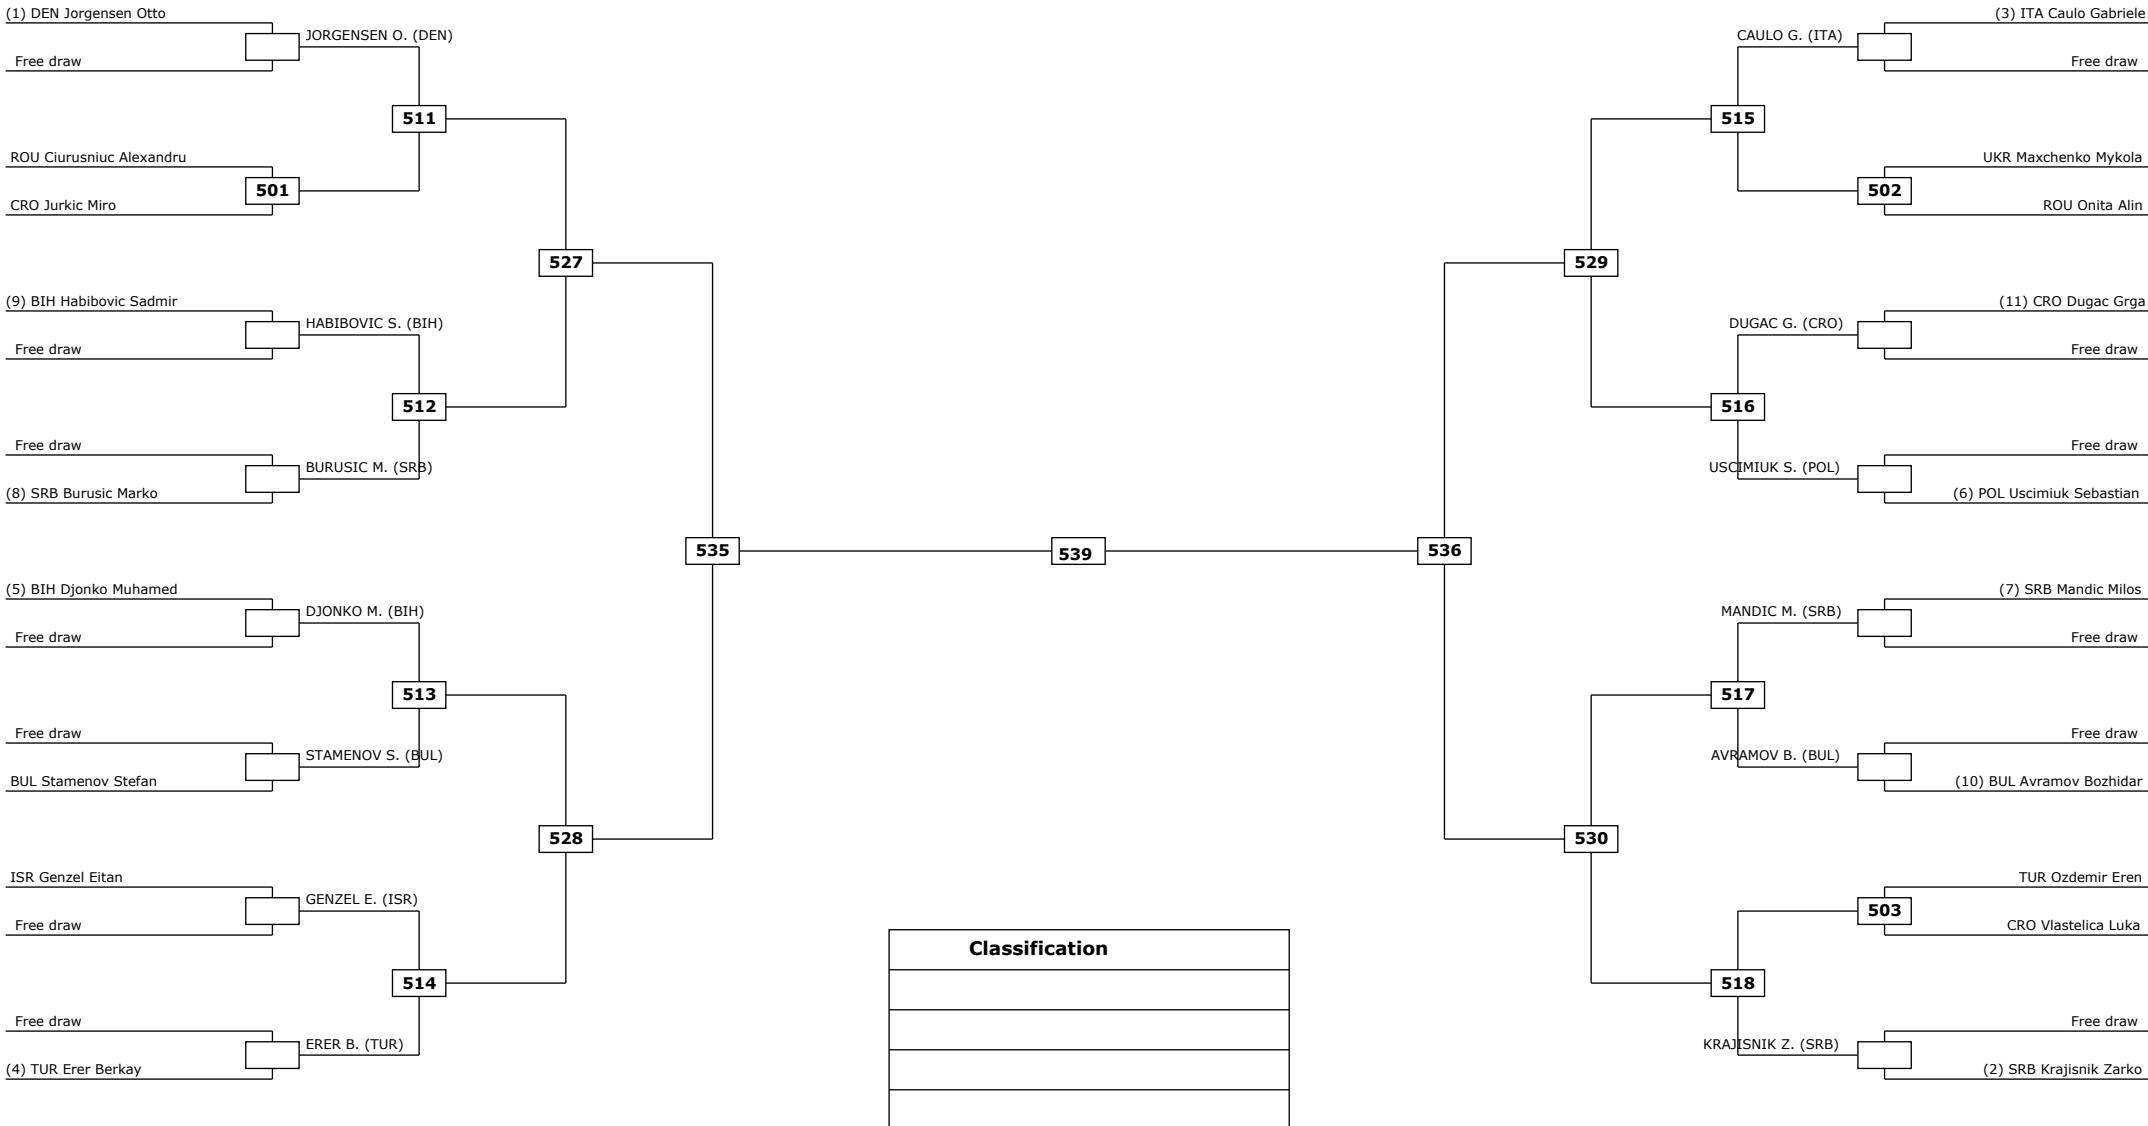 (1) DEN Jorgensen Otto
JORGENSEN O. (DEN)
Free draw
511
ROU Ciurusniuc Alexandru
501
CRO Jurkic Miro
527
(9) BIH Habibovic Sadmir
HABIBOVIC S. (BIH)
Free draw
512
Free draw
BURUSIC M. (SRB)
(8) SRB Burusic Marko
535
(5) BIH Djonko Muhamed
DJONKO M. (BIH)
Free draw
513
Free draw
STAMENOV S. (BUL)
BUL Stamenov Stefan
528
ISR Genzel Eitan
GENZEL E. (ISR)
Free draw
514
Free draw
ERER B. (TUR)
(4) TUR Erer Berkay
539
Classification
(3) ITA Caulo Gabriele
CAULO G. (ITA)
Free draw
515
UKR Maxchenko Mykola
502
ROU Onita Alin
529
(11) CRO Dugac Grga
DUGAC G. (CRO)
Free draw
516
Free draw
USCIMIUK S. (POL)
(6) POL Uscimiuk Sebastian
536
(7) SRB Mandic Milos
MANDIC M. (SRB)
Free draw
517
Free draw
AVRAMOV B. (BUL)
(10) BUL Avramov Bozhidar
530
TUR Ozdemir Eren
503
CRO Vlastelica Luka
518
Free draw
KRAJISNIK Z. (SRB)
(2) SRB Krajisnik Zarko